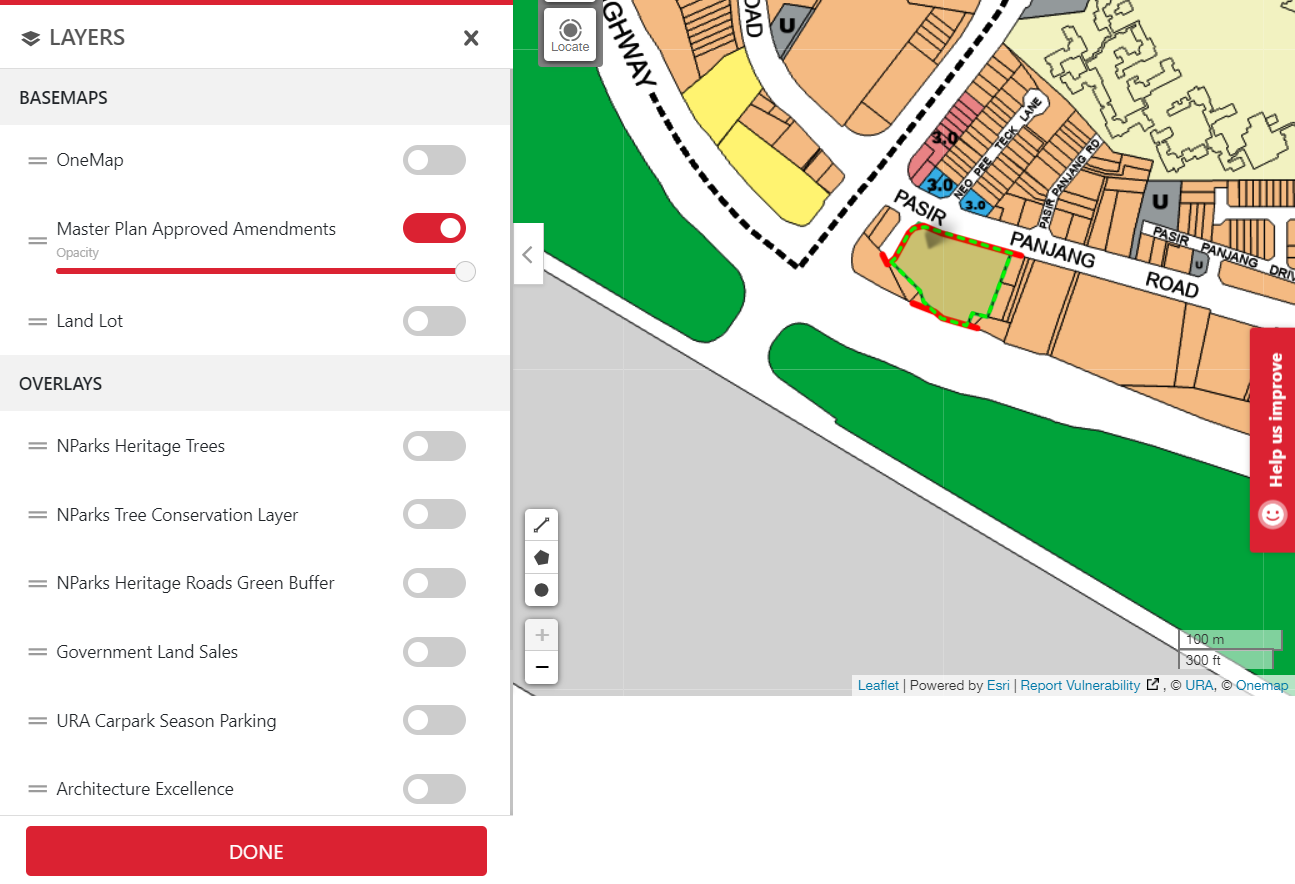 LAYERS
BASEMAPS
OneMap
Master Plan Approved Amendments
Opacity
Land Lot
OVERLAYS
NParks Heritage Trees
NParks Tree Conservation Layer
NParks Heritage Roads Green Buffer
Government Land Sales
URA Carpark Season Parking
Architecture Excellence
DONE
Locate
GHWAY
OAD
U
3.0
3.0
3.0
NEO PEE TECK LANE
PASIR PANJANG RD
PASIR PANJANG ROAD
U
PASIR PANJANG DRIV
U
Help us improve
100 m
300 ft
Leaflet | Powered by Esri | Report Vulnerability , © URA, © Onemap